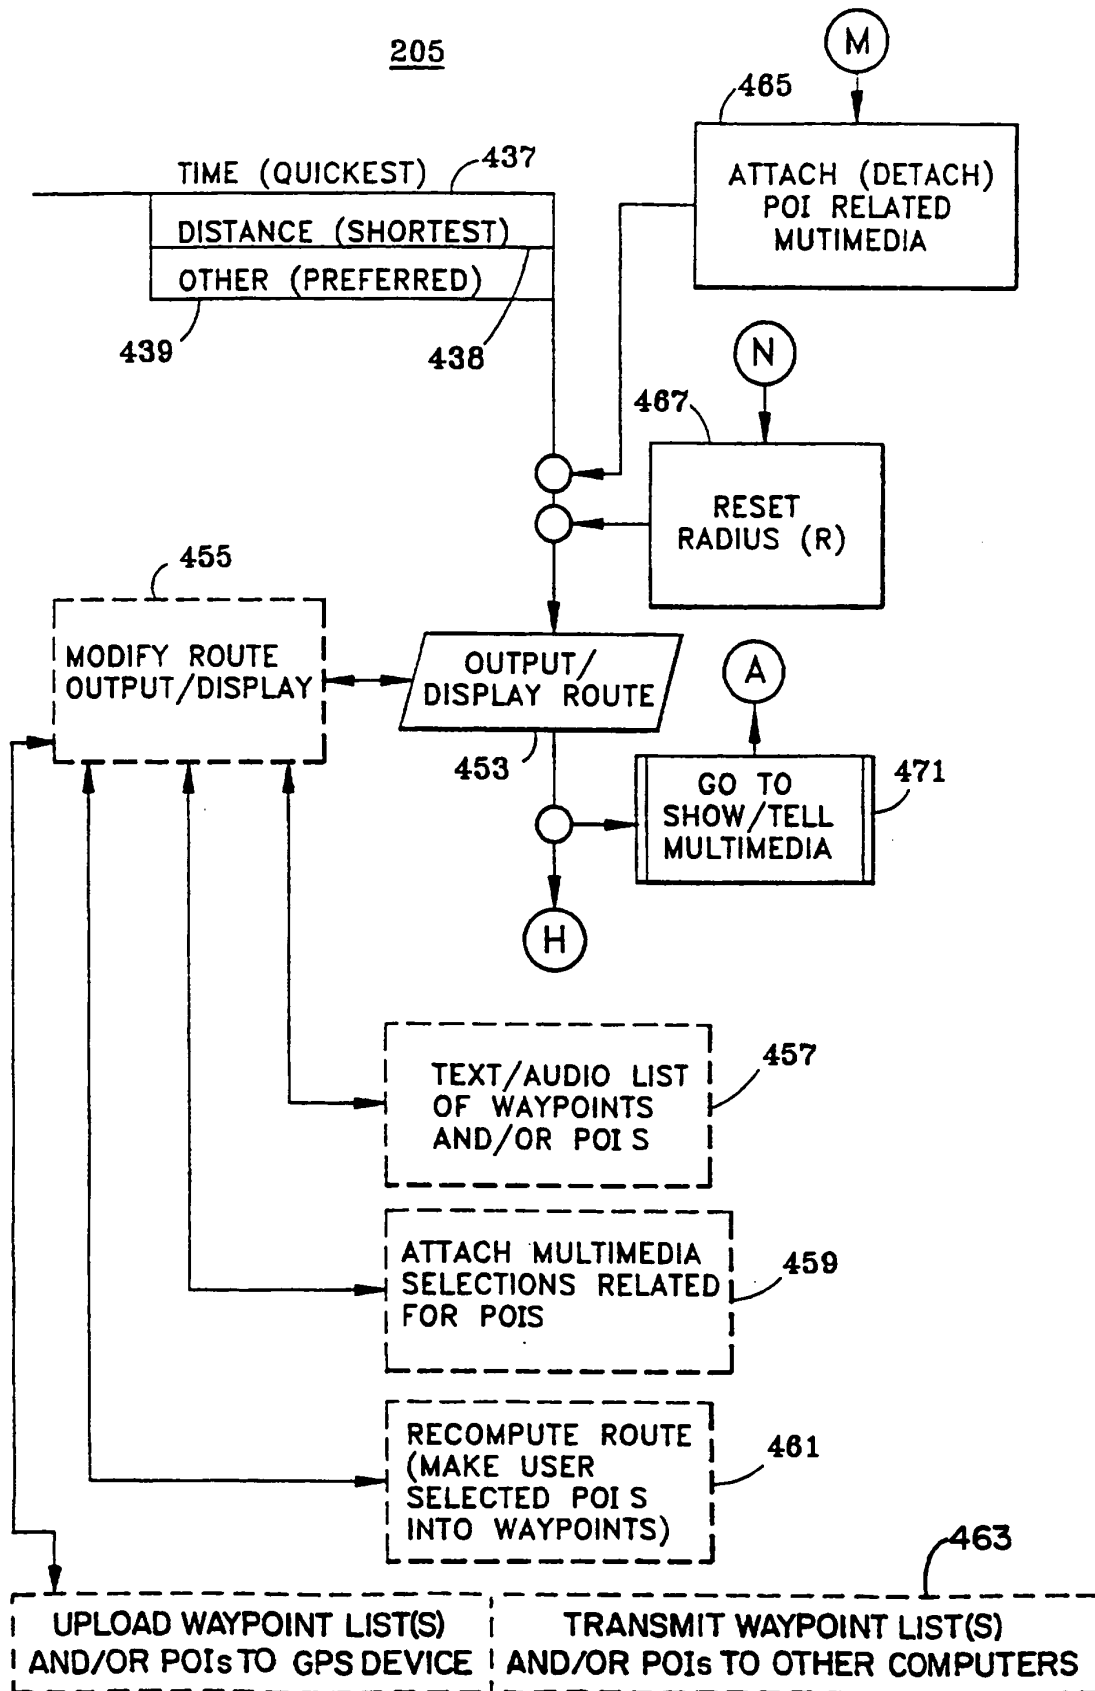 205
M
465
ATTACH (DETACH)
POI RELATED
MUTIMEDIA
TIME (QUICKEST)
437
DISTANCE (SHORTEST)
OTHER (PREFERRED)
439
438
N
467
RESET
RADIUS (R)
455
MODIFY ROUTE
OUTPUT/DISPLAY
OUTPUT/
DISPLAY ROUTE
453
A
GO TO
SHOW/TELL
MULTIMEDIA
471
H
TEXT/AUDIO LIST
OF WAYPOINTS
AND/OR POI S
457
ATTACH MULTIMEDIA
SELECTIONS RELATED
FOR POIS
459
RECOMPUTE ROUTE
(MAKE USER
SELECTED POI S
INTO WAYPOINTS)
461
463
UPLOAD WAYPOINT LIST(S)
AND/OR POIs TO GPS DEVICE
TRANSMIT WAYPOINT LIST(S)
AND/OR POIs TO OTHER COMPUTERS